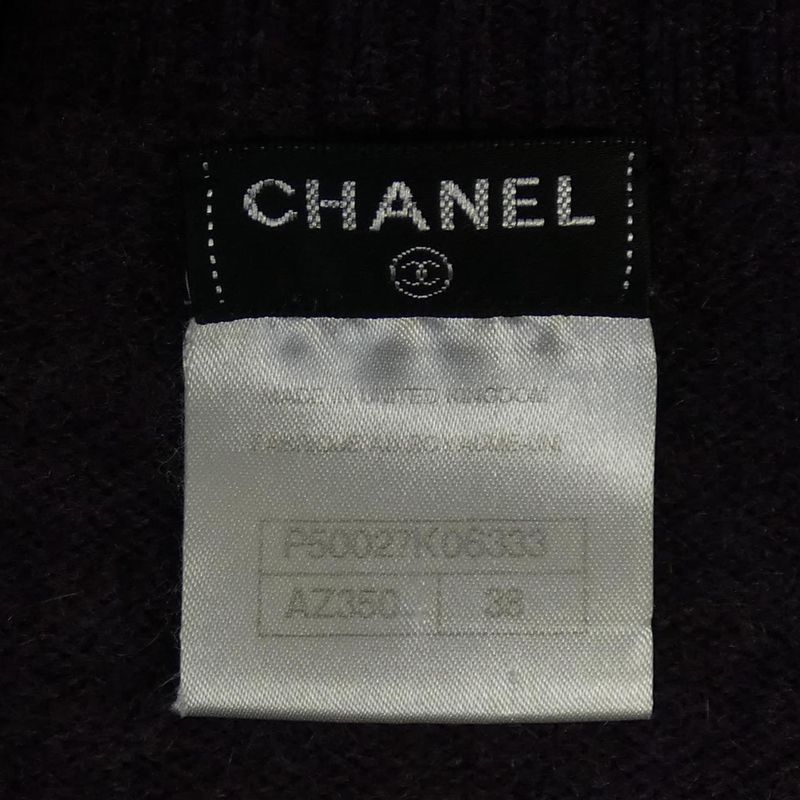 CHANEL
MADE IN UNITED KINGDOM
FABRIQUE AU ROYAUME-UNI
P50027K06333
AZ350 38